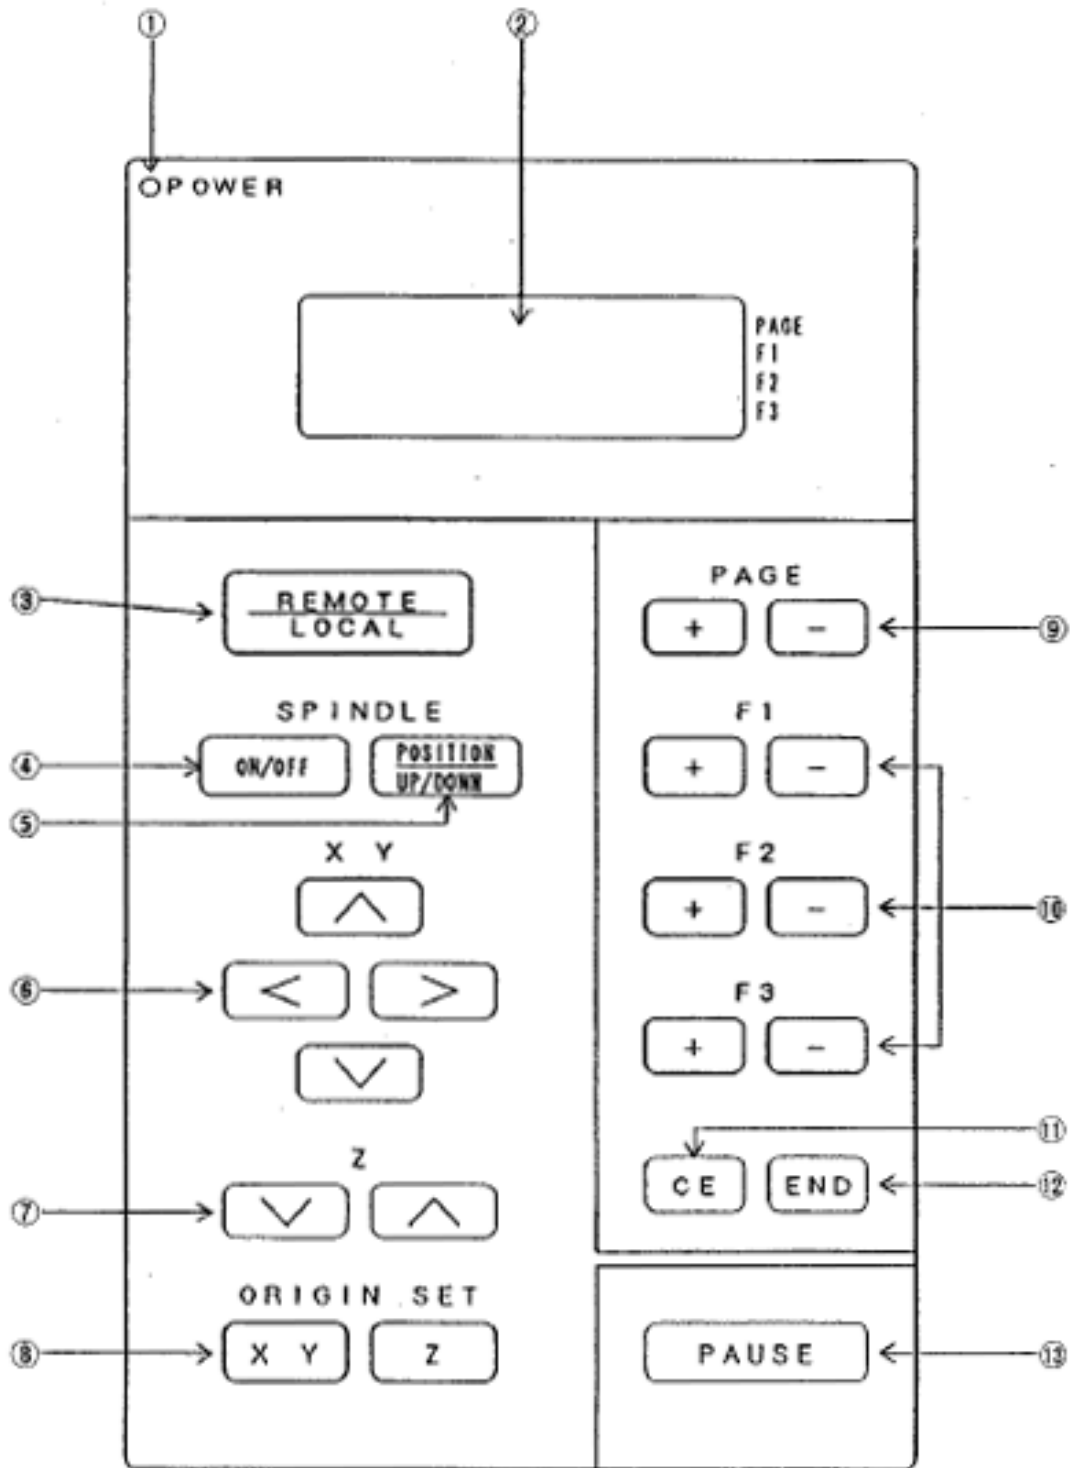 ① ②
POWER
PAGE
F1
F2
F3
③ REMOTE
LOCAL
SPINDLE
④ ON/OFF POSITION
UP/DOWN
⑤
X Y
∧
⑥ < >
∨
Z
⑦ ∨ ∧
ORIGIN SET
⑧ X Y Z
PAGE
+ - ⑨
F1
+ -
F2
+ - ⑩
F3
+ -
⑪
CE END ⑫
PAUSE ⑬